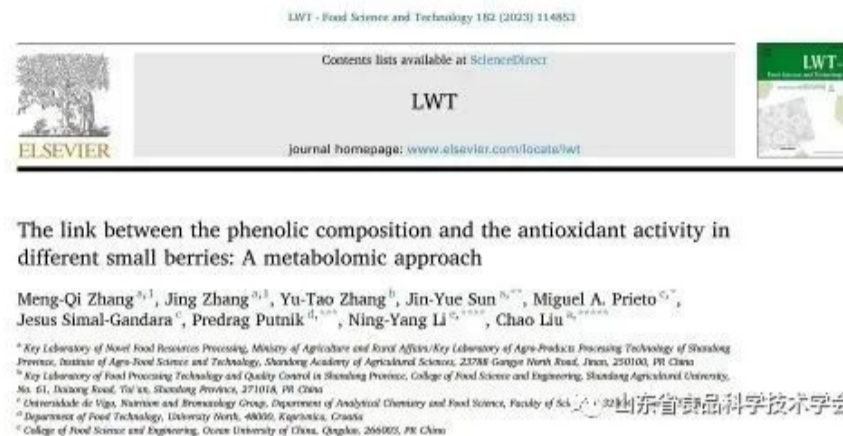 LWT - Food Science and Technology 182 (2023) 114853
Contents lists available at ScienceDirect
LWT
journal homepage: www.elsevier.com/locate/lwt
ELSEVIER
LWT-
The link between the phenolic composition and the antioxidant activity in
different small berries: A metabolomic approach
Meng-Qi Zhang a,1, Jing Zhang a,1, Yu-Tao Zhang b, Jin-Yue Sun a,**, Miguel A. Prieto c,*,
Jesus Simal-Gandara c, Predrag Putnik d,***, Ning-Yang Li e,****, Chao Liu a,*****
a Key Laboratory of Novel Food Resources Processing, Ministry of Agriculture and Rural Affairs/Key Laboratory of Agro-Products Processing Technology of Shandong
Province, Institute of Agro-Food Science and Technology, Shandong Academy of Agricultural Sciences, 23788 Gongye North Road, Jinan, 250100, PR China
b Key Laboratory of Food Processing Technology and Quality Control in Shandong Province, College of Food Science and Engineering, Shandong Agricultural University,
No. 61, Daizong Road, Tai'an, Shandong Province, 271018, PR China
c Universidade de Vigo, Nutrition and Bromatology Group, Department of Analytical Chemistry and Food Science, Faculty of
山东省食品科学技术学会
d Department of Food Technology, University North, 48000, Koprivnica, Croatia
e College of Food Science and Engineering, Ocean University of China, Qingdao, 266003, PR China